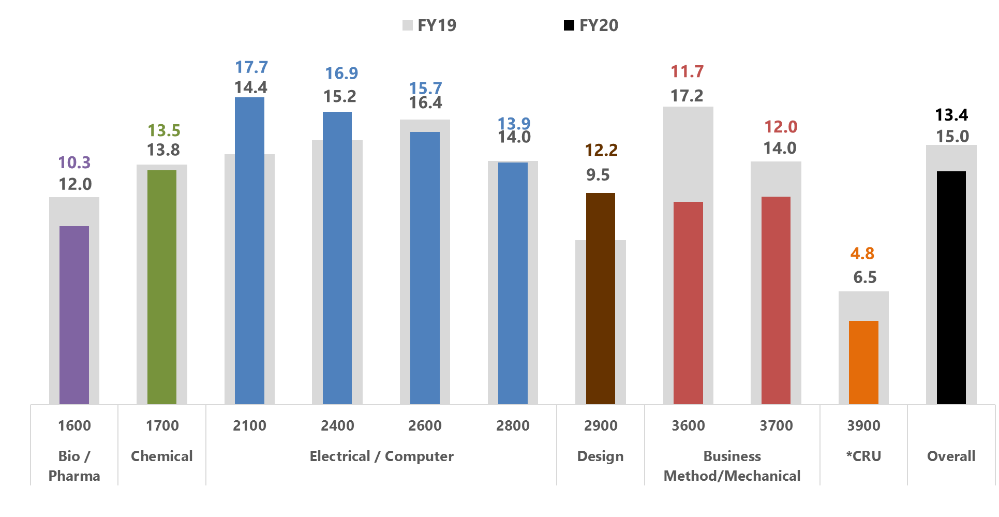 FY19 FY20
17.7 16.9 15.7 13.9 11.7
14.4 15.2 16.4 14.0 17.2
13.5 12.2 12.0 13.4
13.8 9.5 14.0 15.0
10.3
12.0
4.8
6.5
1600 1700 2100 2400 2600 2800 2900 3600 3700 3900
Bio / Chemical Electrical / Computer Design Business *CRU Overall
Pharma Method/Mechanical